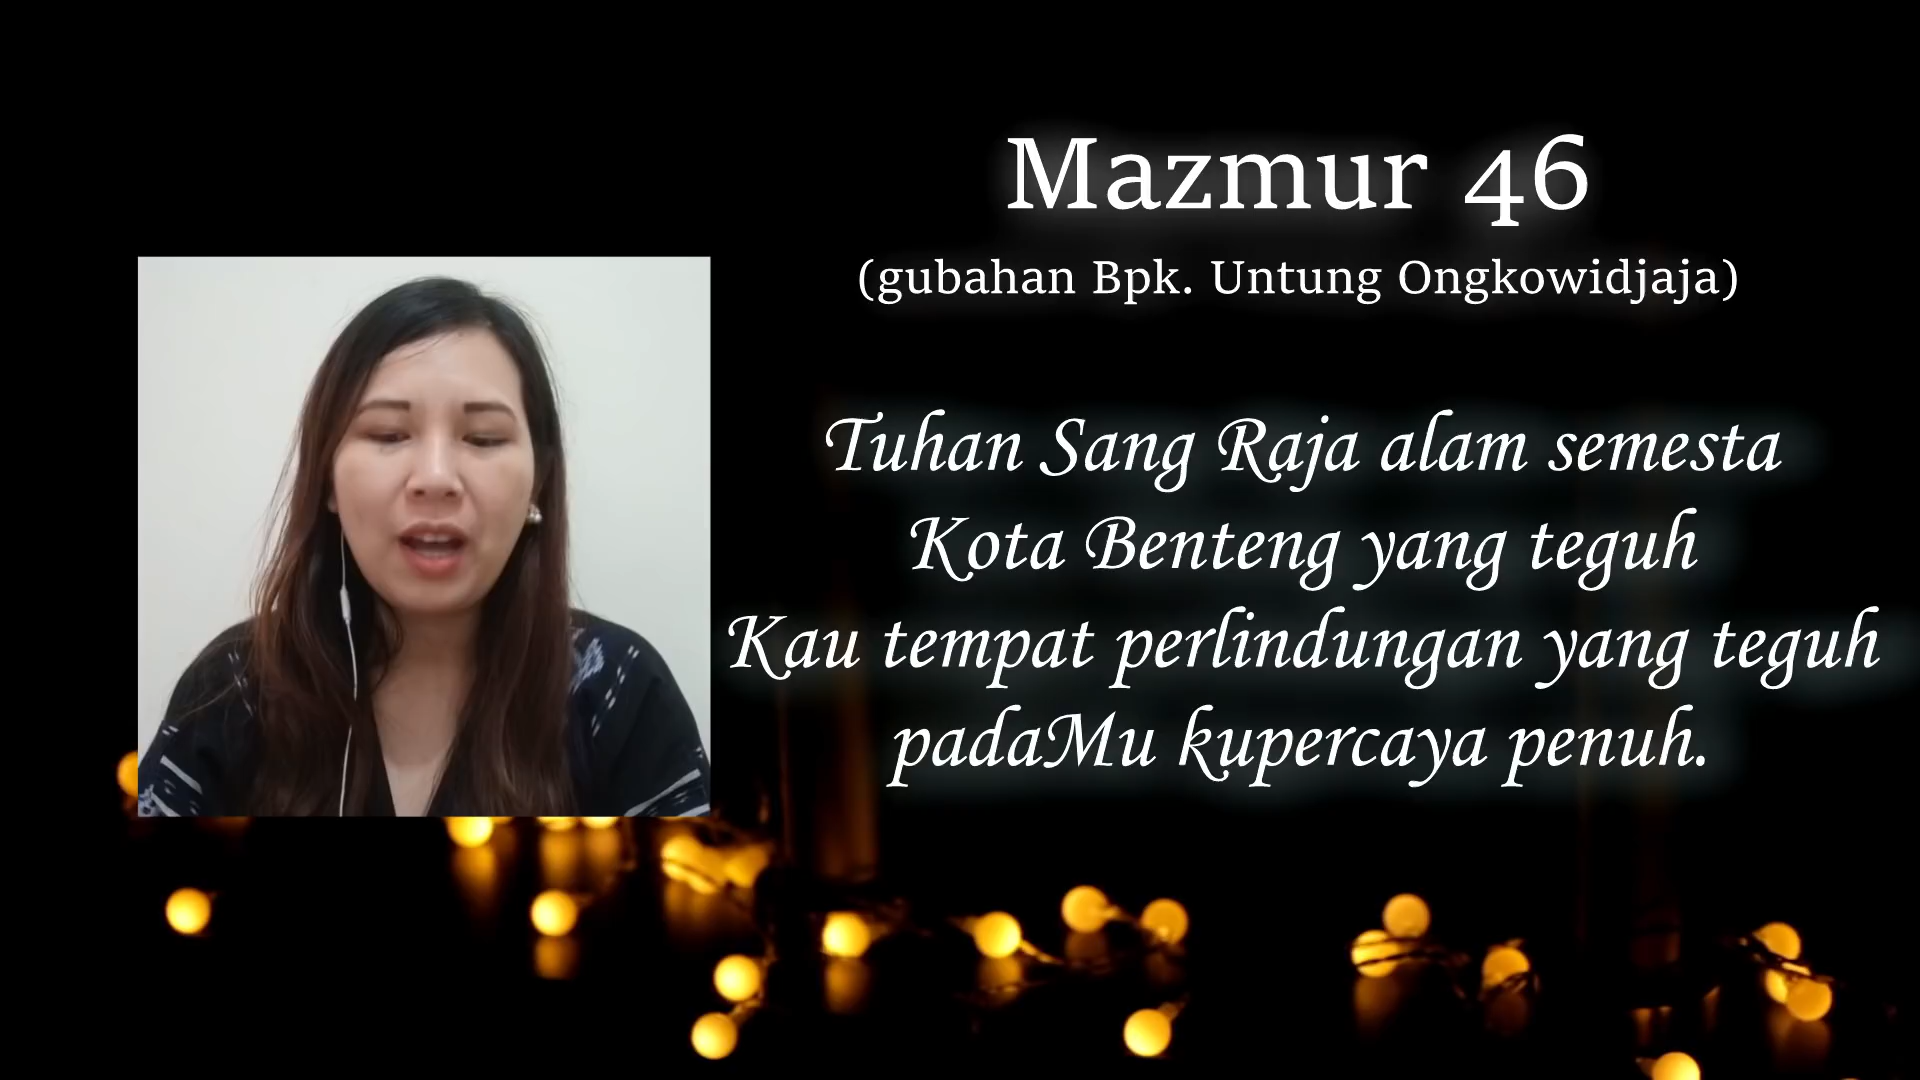 Mazmur 46
(gubahan Bpk. Untung Ongkowidjaja)
Tuhan Sang Raja alam semesta
Kota Benteng yang teguh
Kau tempat perlindungan yang teguh
padaMu kupercaya penuh.